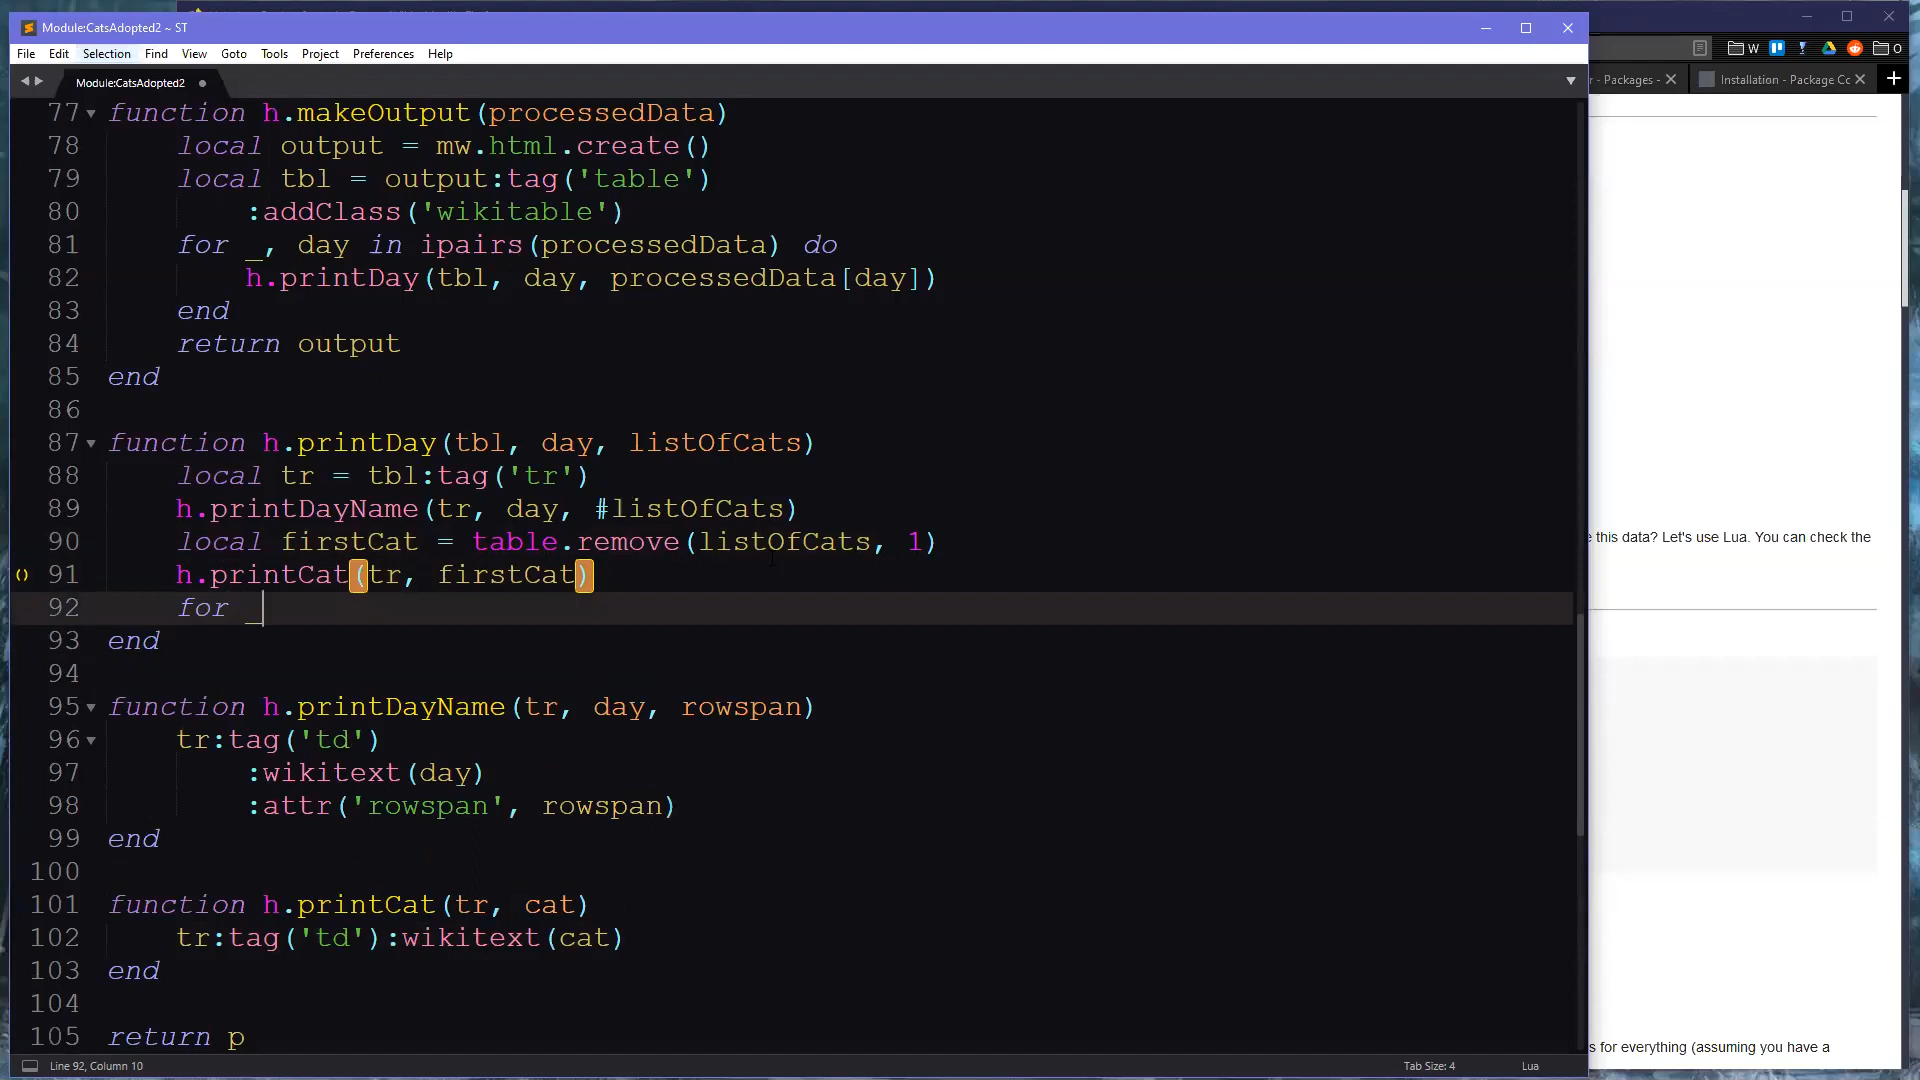 Module:CatsAdopted2 ~ ST
File Edit Selection Find View Goto Tools Project Preferences Help
W
O
Module:CatsAdopted2
r - Packages -
Installation - Package Co
77 function h.makeOutput(processedData)
78 local output = mw.html.create()
79 local tbl = output:tag('table')
80 :addClass('wikitable')
81 for _, day in ipairs(processedData) do
82 h.printDay(tbl, day, processedData[day])
83 end
84 return output
85 end
86
87 function h.printDay(tbl, day, listOfCats)
88 local tr = tbl:tag('tr')
89 h.printDayName(tr, day, #listOfCats)
90 local firstCat = table.remove(listOfCats, 1)
91 h.printCat(tr, firstCat)
92 for _
93 end
94
95 function h.printDayName(tr, day, rowspan)
96 tr:tag('td')
97 :wikitext(day)
98 :attr('rowspan', rowspan)
99 end
100
101 function h.printCat(tr, cat)
102 tr:tag('td'):wikitext(cat)
103 end
104
105 return p
e this data? Let's use Lua. You can check the
s for everything (assuming you have a
Line 92, Column 10
Tab Size: 4
Lua